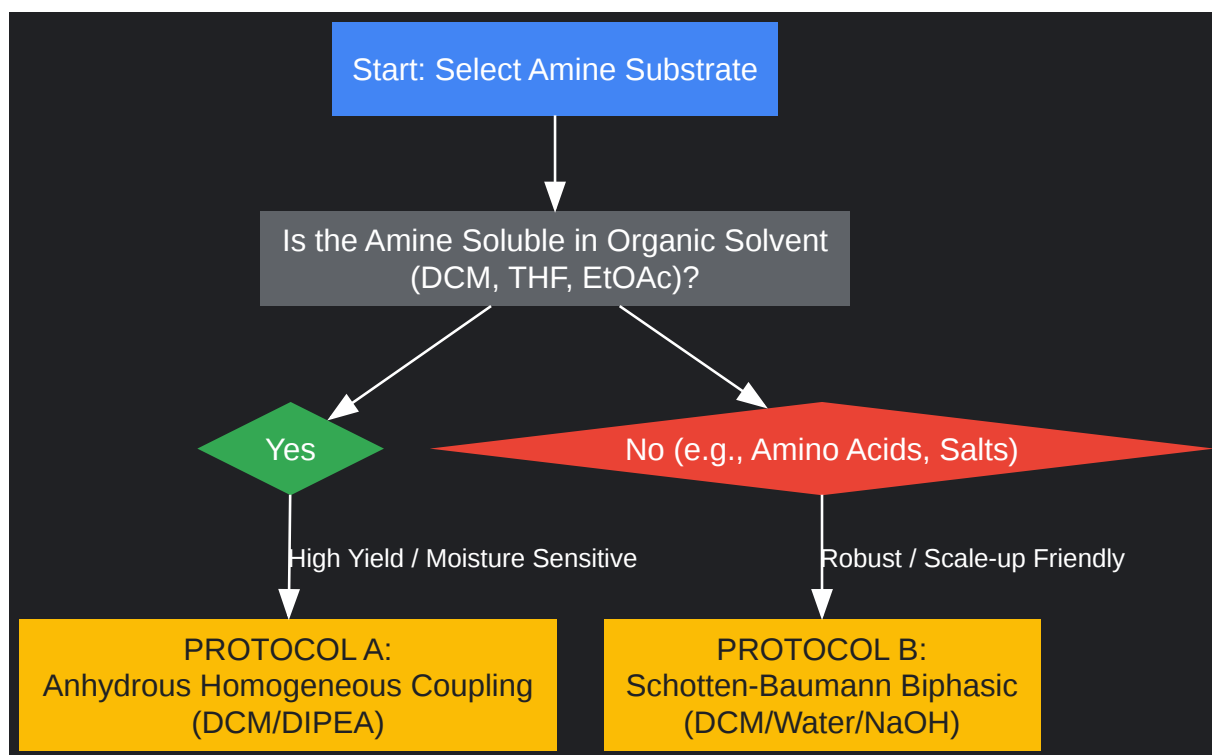 Start: Select Amine Substrate
Is the Amine Soluble in Organic Solvent
(DCM, THF, EtOAc)?
Yes
No (e.g., Amino Acids, Salts)
High Yield / Moisture Sensitive
Robust / Scale-up Friendly
PROTOCOL A:
Anhydrous Homogeneous Coupling
(DCM/DIPEA)
PROTOCOL B:
Schotten-Baumann Biphasic
(DCM/Water/NaOH)